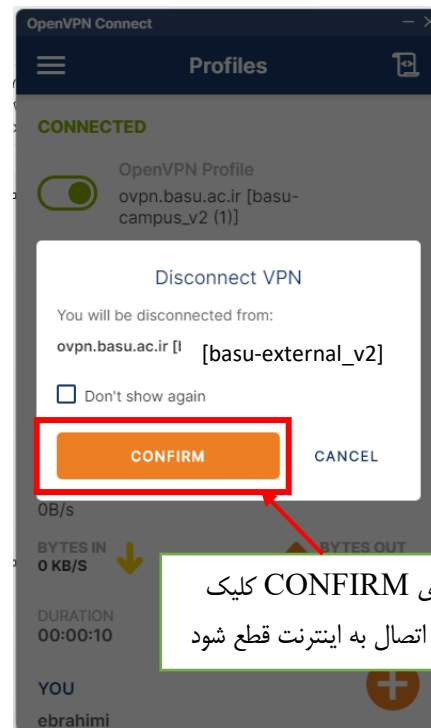 OpenVPN Connect
Profiles
CONNECTED
OpenVPN Profile
ovpn.basu.ac.ir [basu-
campus_v2 (1)]
Disconnect VPN
You will be disconnected from:
ovpn.basu.ac.ir [ [basu-external_v2]
Don't show again
CONFIRM CANCEL
0B/s
BYTES IN BYTES OUT
0 KB/S
CONFIRM کلیک
اتصال به اینترنت قطع شود
DURATION
00:00:10
YOU
ebrahimi